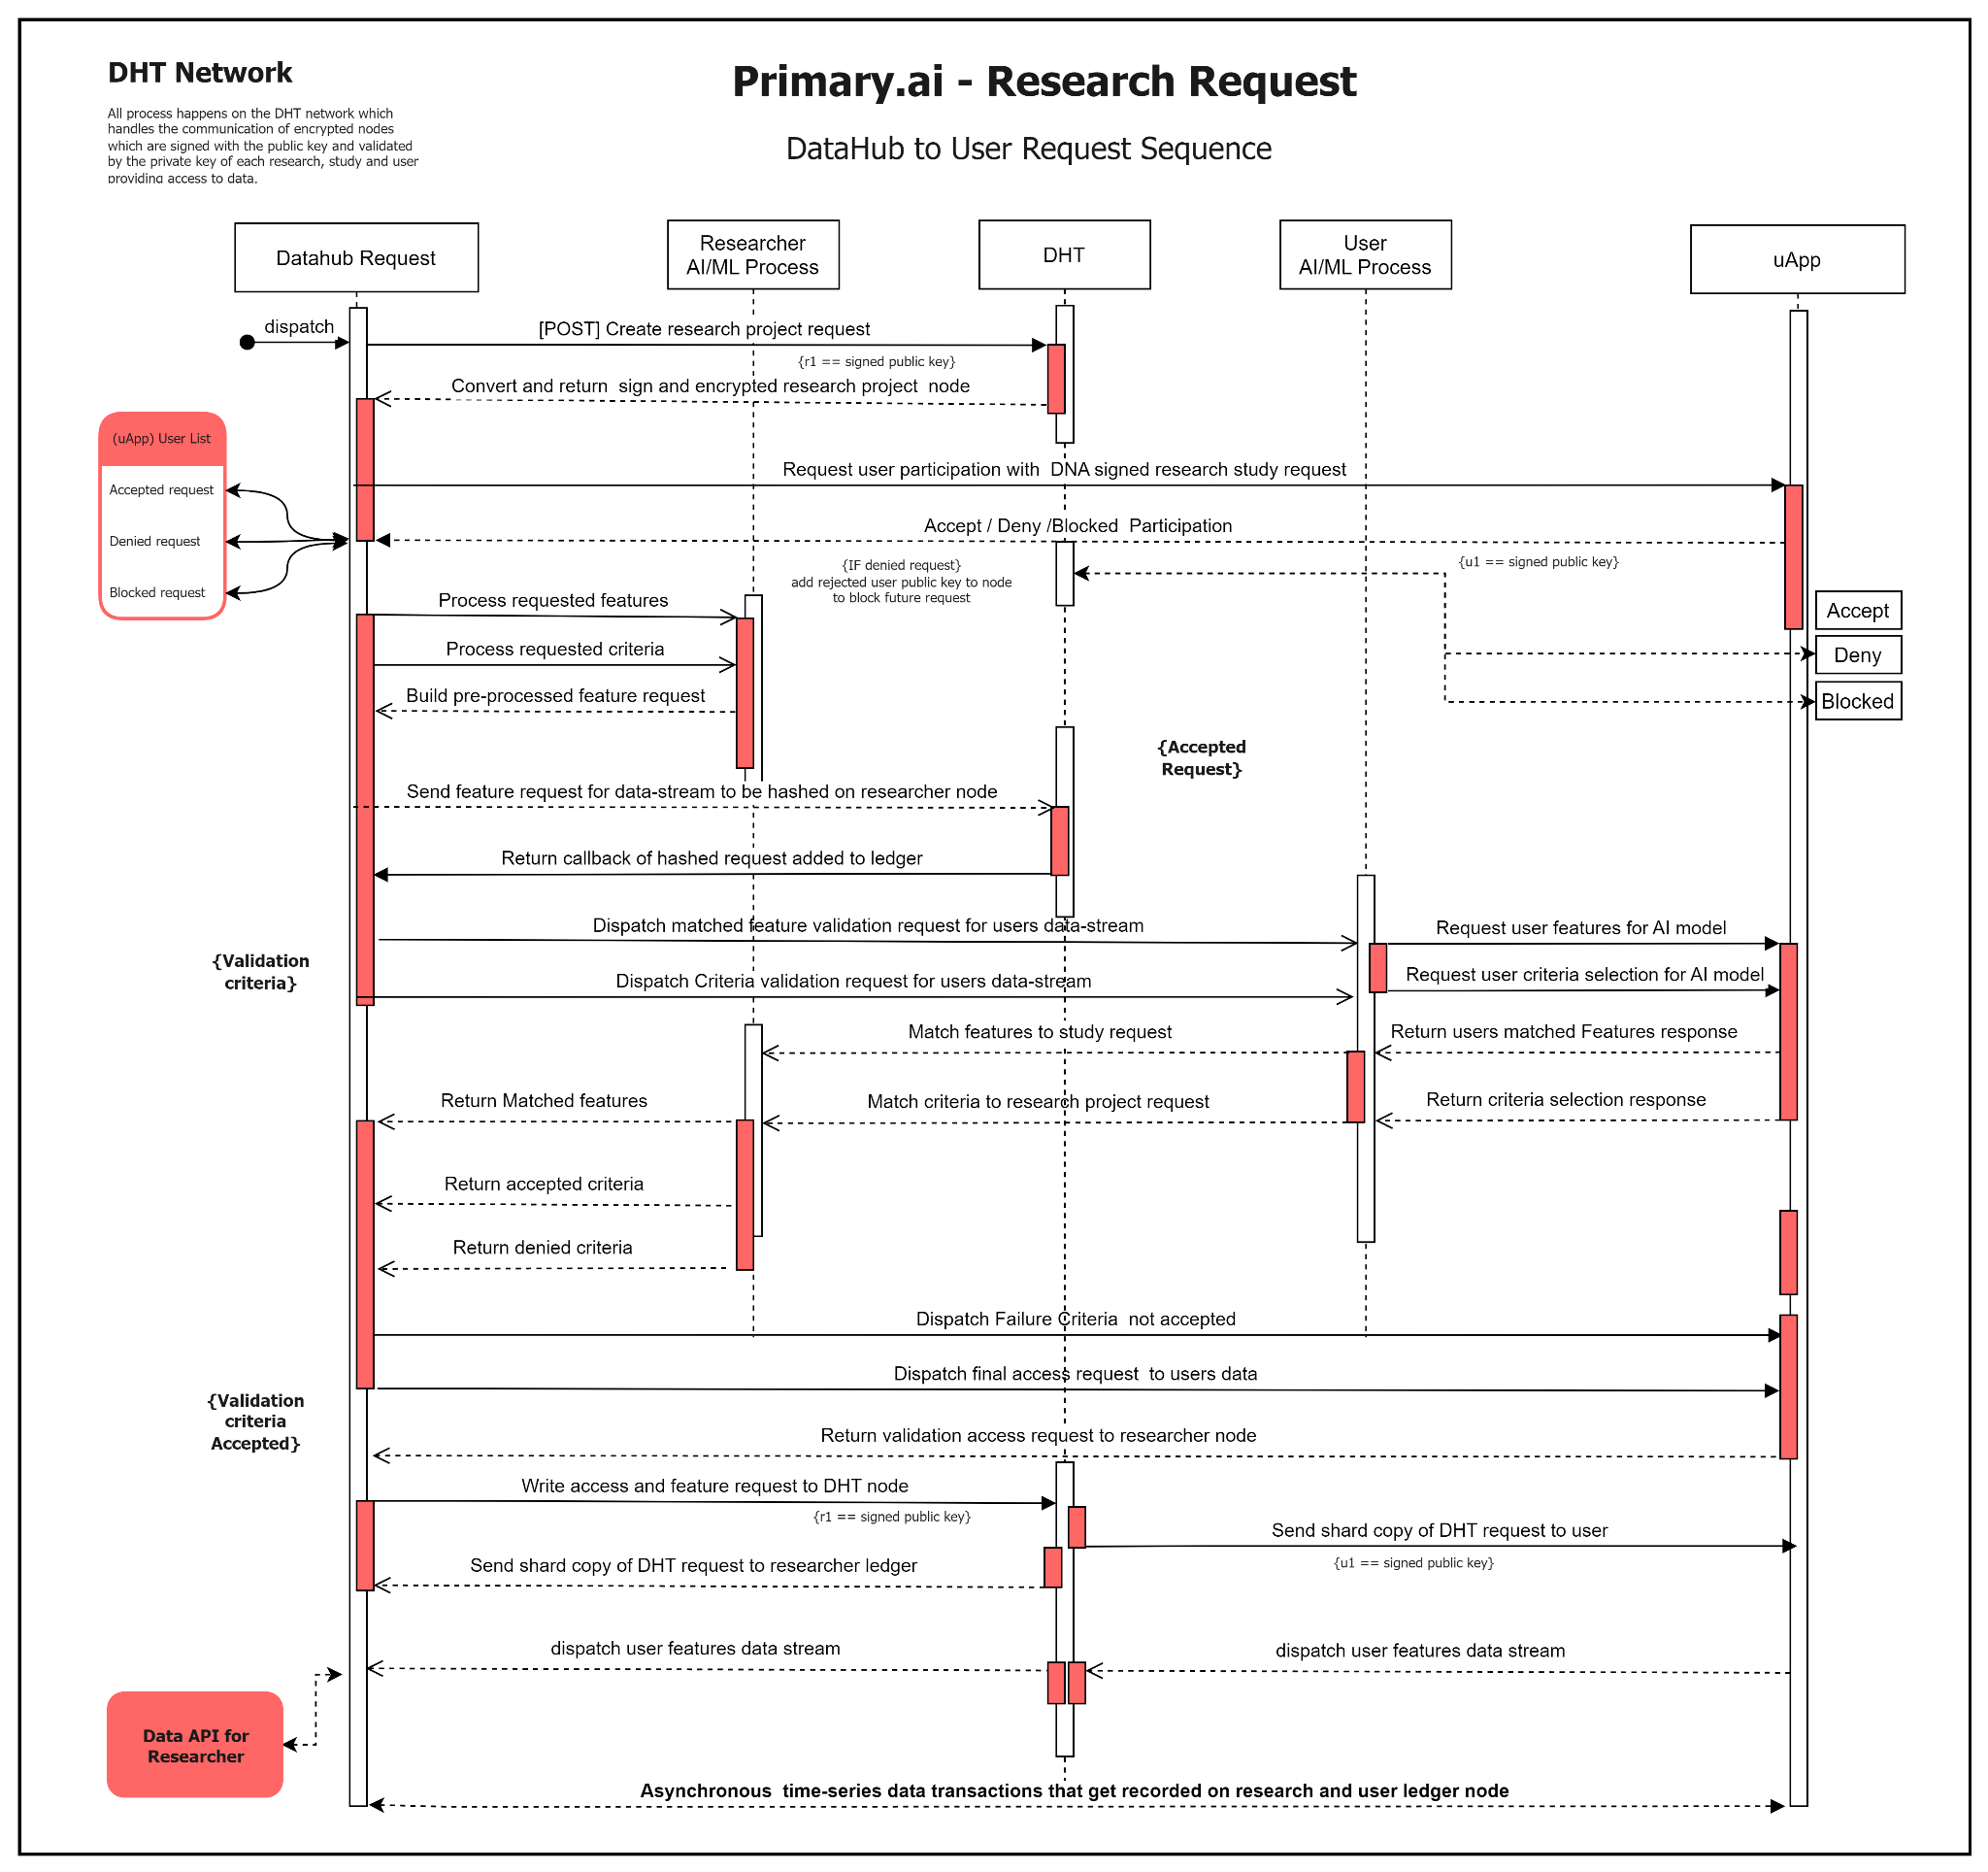 DHT Network
All process happens on the DHT network which
handles the communication of encrypted nodes
which are signed with the public key and validated
by the private key of each research, study and user
providing access to data.
Primary.ai - Research Request
DataHub to User Request Sequence
Datahub Request
Researcher
AI/ML Process
DHT
User
AI/ML Process
uApp
dispatch
[POST] Create research project request
{r1 == signed public key}
Convert and return sign and encrypted research project node
(uApp) User List
Accepted request
Denied request
Blocked request
Request user participation with DNA signed research study request
Accept / Deny /Blocked Participation
{IF denied request}
add rejected user public key to node
to block future request
{u1 == signed public key}
Accept
Deny
Blocked
Process requested features
Process requested criteria
Build pre-processed feature request
{Accepted
Request}
Send feature request for data-stream to be hashed on researcher node
Return callback of hashed request added to ledger
Dispatch matched feature validation request for users data-stream
Request user features for AI model
{Validation
criteria}
Dispatch Criteria validation request for users data-stream
Request user criteria selection for AI model
Match features to study request
Return users matched Features response
Return Matched features
Match criteria to research project request
Return criteria selection response
Return accepted criteria
Return denied criteria
Dispatch Failure Criteria not accepted
Dispatch final access request to users data
{Validation
criteria
Accepted}
Return validation access request to researcher node
Write access and feature request to DHT node
{r1 == signed public key}
Send shard copy of DHT request to user
{u1 == signed public key}
Send shard copy of DHT request to researcher ledger
dispatch user features data stream
dispatch user features data stream
Data API for
Researcher
Asynchronous time-series data transactions that get recorded on research and user ledger node